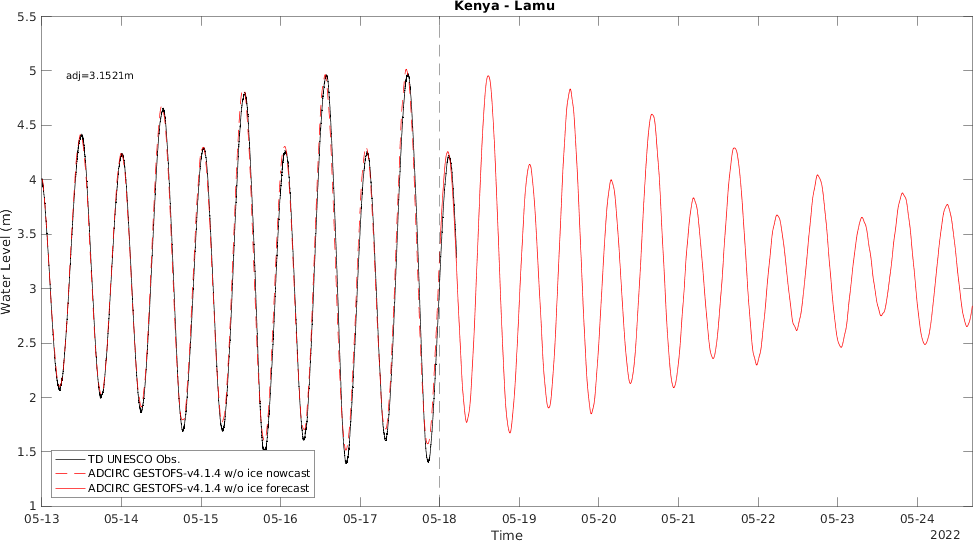 Kenya - Lamu
5.5
5
4.5
4
3.5
3
2.5
2
1.5
1
Water Level (m)
adj=3.1521m
TD UNESCO Obs.
ADCIRC GESTOFS-v4.1.4 w/o ice nowcast
ADCIRC GESTOFS-v4.1.4 w/o ice forecast
05-13 05-14 05-15 05-16 05-17 05-18 05-19 05-20 05-21 05-22 05-23 05-24
Time
2022